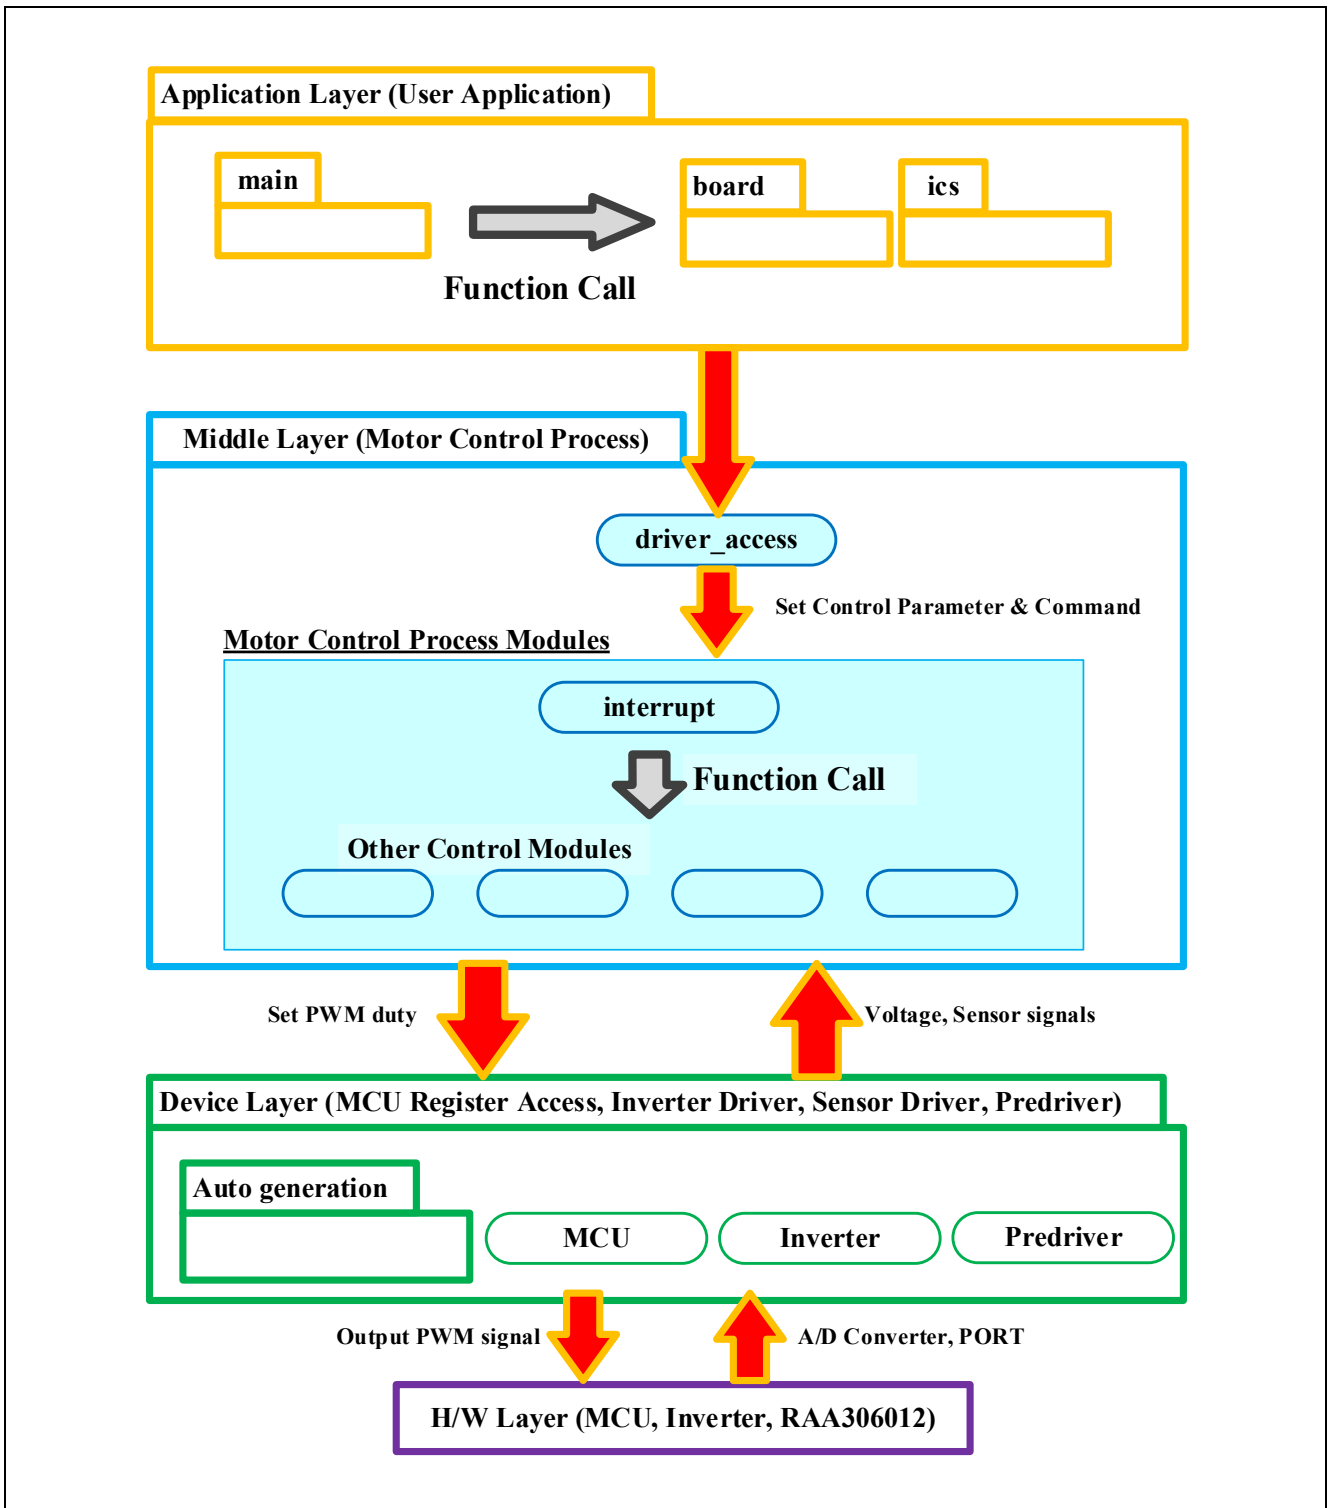 Application Layer (User Application)
main
board
ics
Function Call
Middle Layer (Motor Control Process)
driver_access
Set Control Parameter & Command
Motor Control Process Modules
interrupt
Function Call
Other Control Modules
Set PWM duty
Voltage, Sensor signals
Device Layer (MCU Register Access, Inverter Driver, Sensor Driver, Predriver)
Auto generation
MCU
Inverter
Predriver
Output PWM signal
A/D Converter, PORT
H/W Layer (MCU, Inverter, RAA306012)